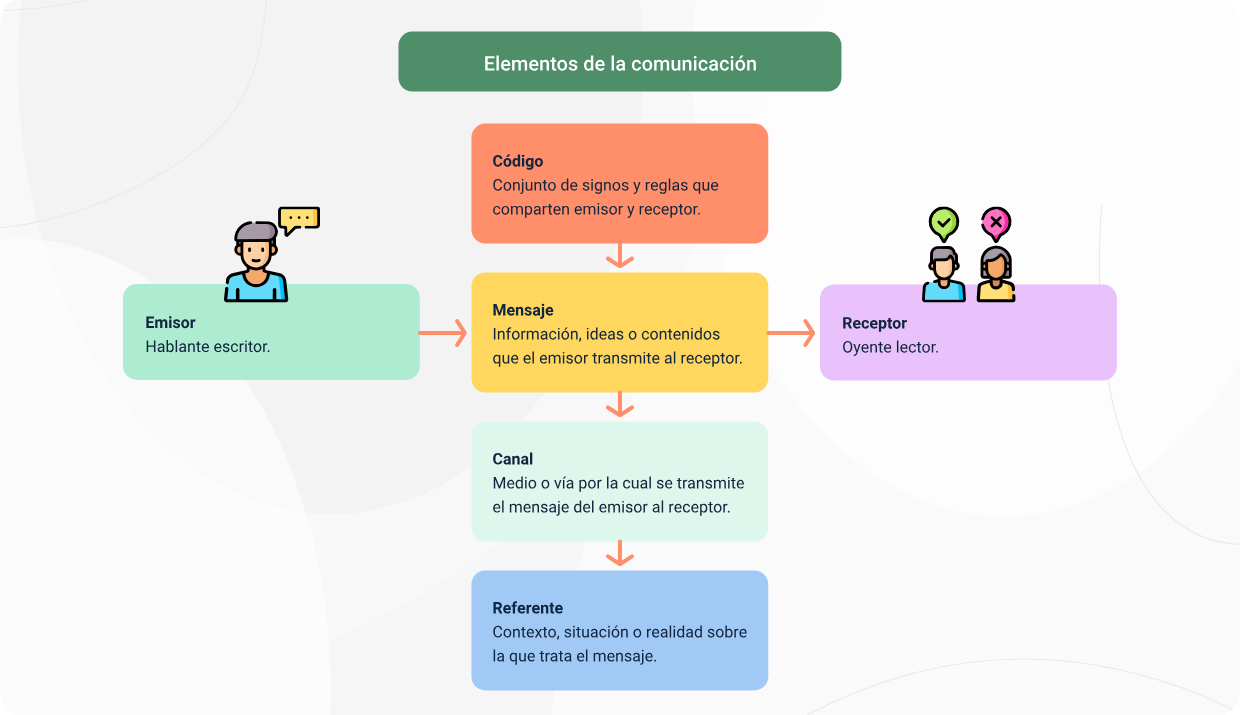 Elementos de la comunicación
Código
Conjunto de signos y reglas que
comparten emisor y receptor.
Emisor
Hablante escritor.
Mensaje
Información, ideas o contenidos
que el emisor transmite al receptor.
Receptor
Oyente lector.
Canal
Medio o vía por la cual se transmite
el mensaje del emisor al receptor.
Referente
Contexto, situación o realidad sobre
la que trata el mensaje.